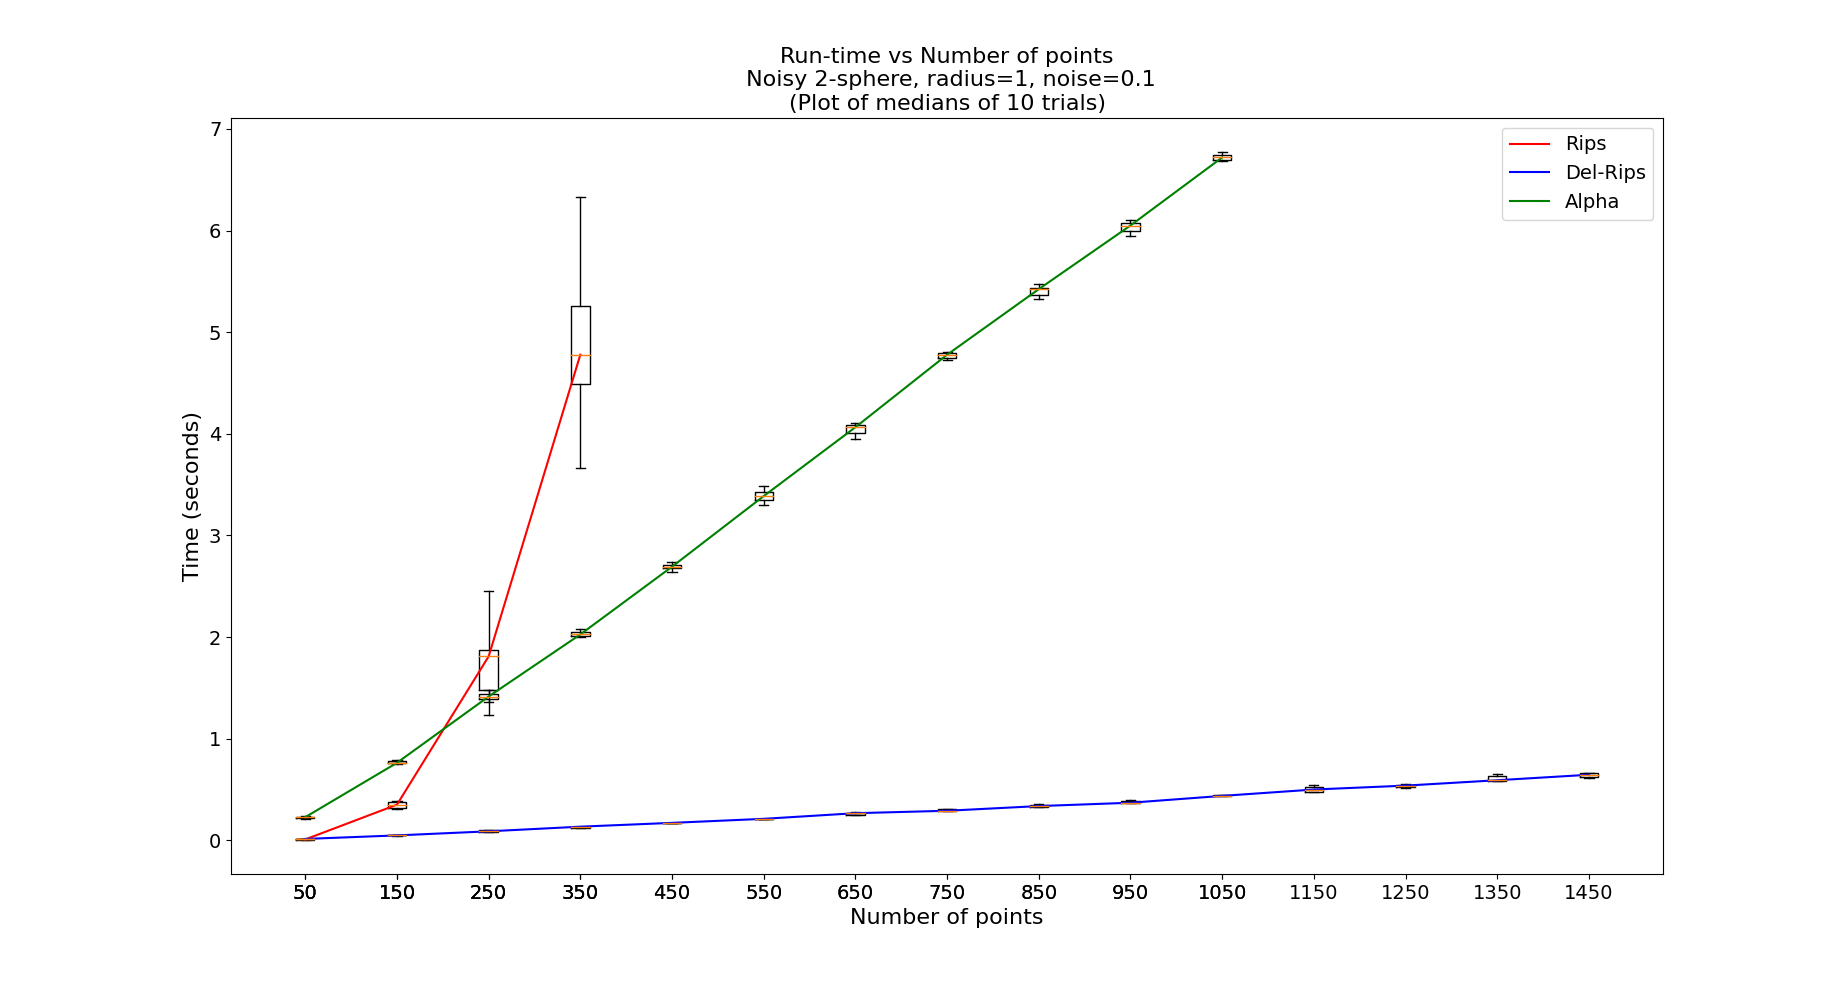 Run-time vs Number of points
Noisy 2-sphere, radius=1, noise=0.1
(Plot of medians of 10 trials)
Rips
Del-Rips
Alpha
7
6
5
4
3
2
1
0
Time (seconds)
50 150 250 350 450 550 650 750 850 950 1050 1150 1250 1350 1450
Number of points